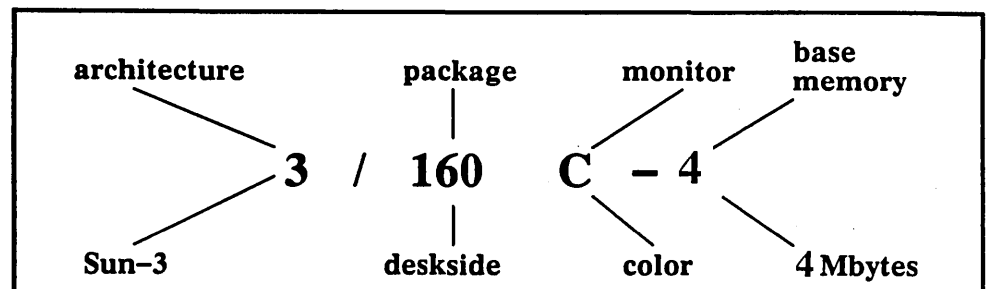 architecture package monitor base memory
3 / 160 C – 4
Sun–3 deskside color 4 Mbytes